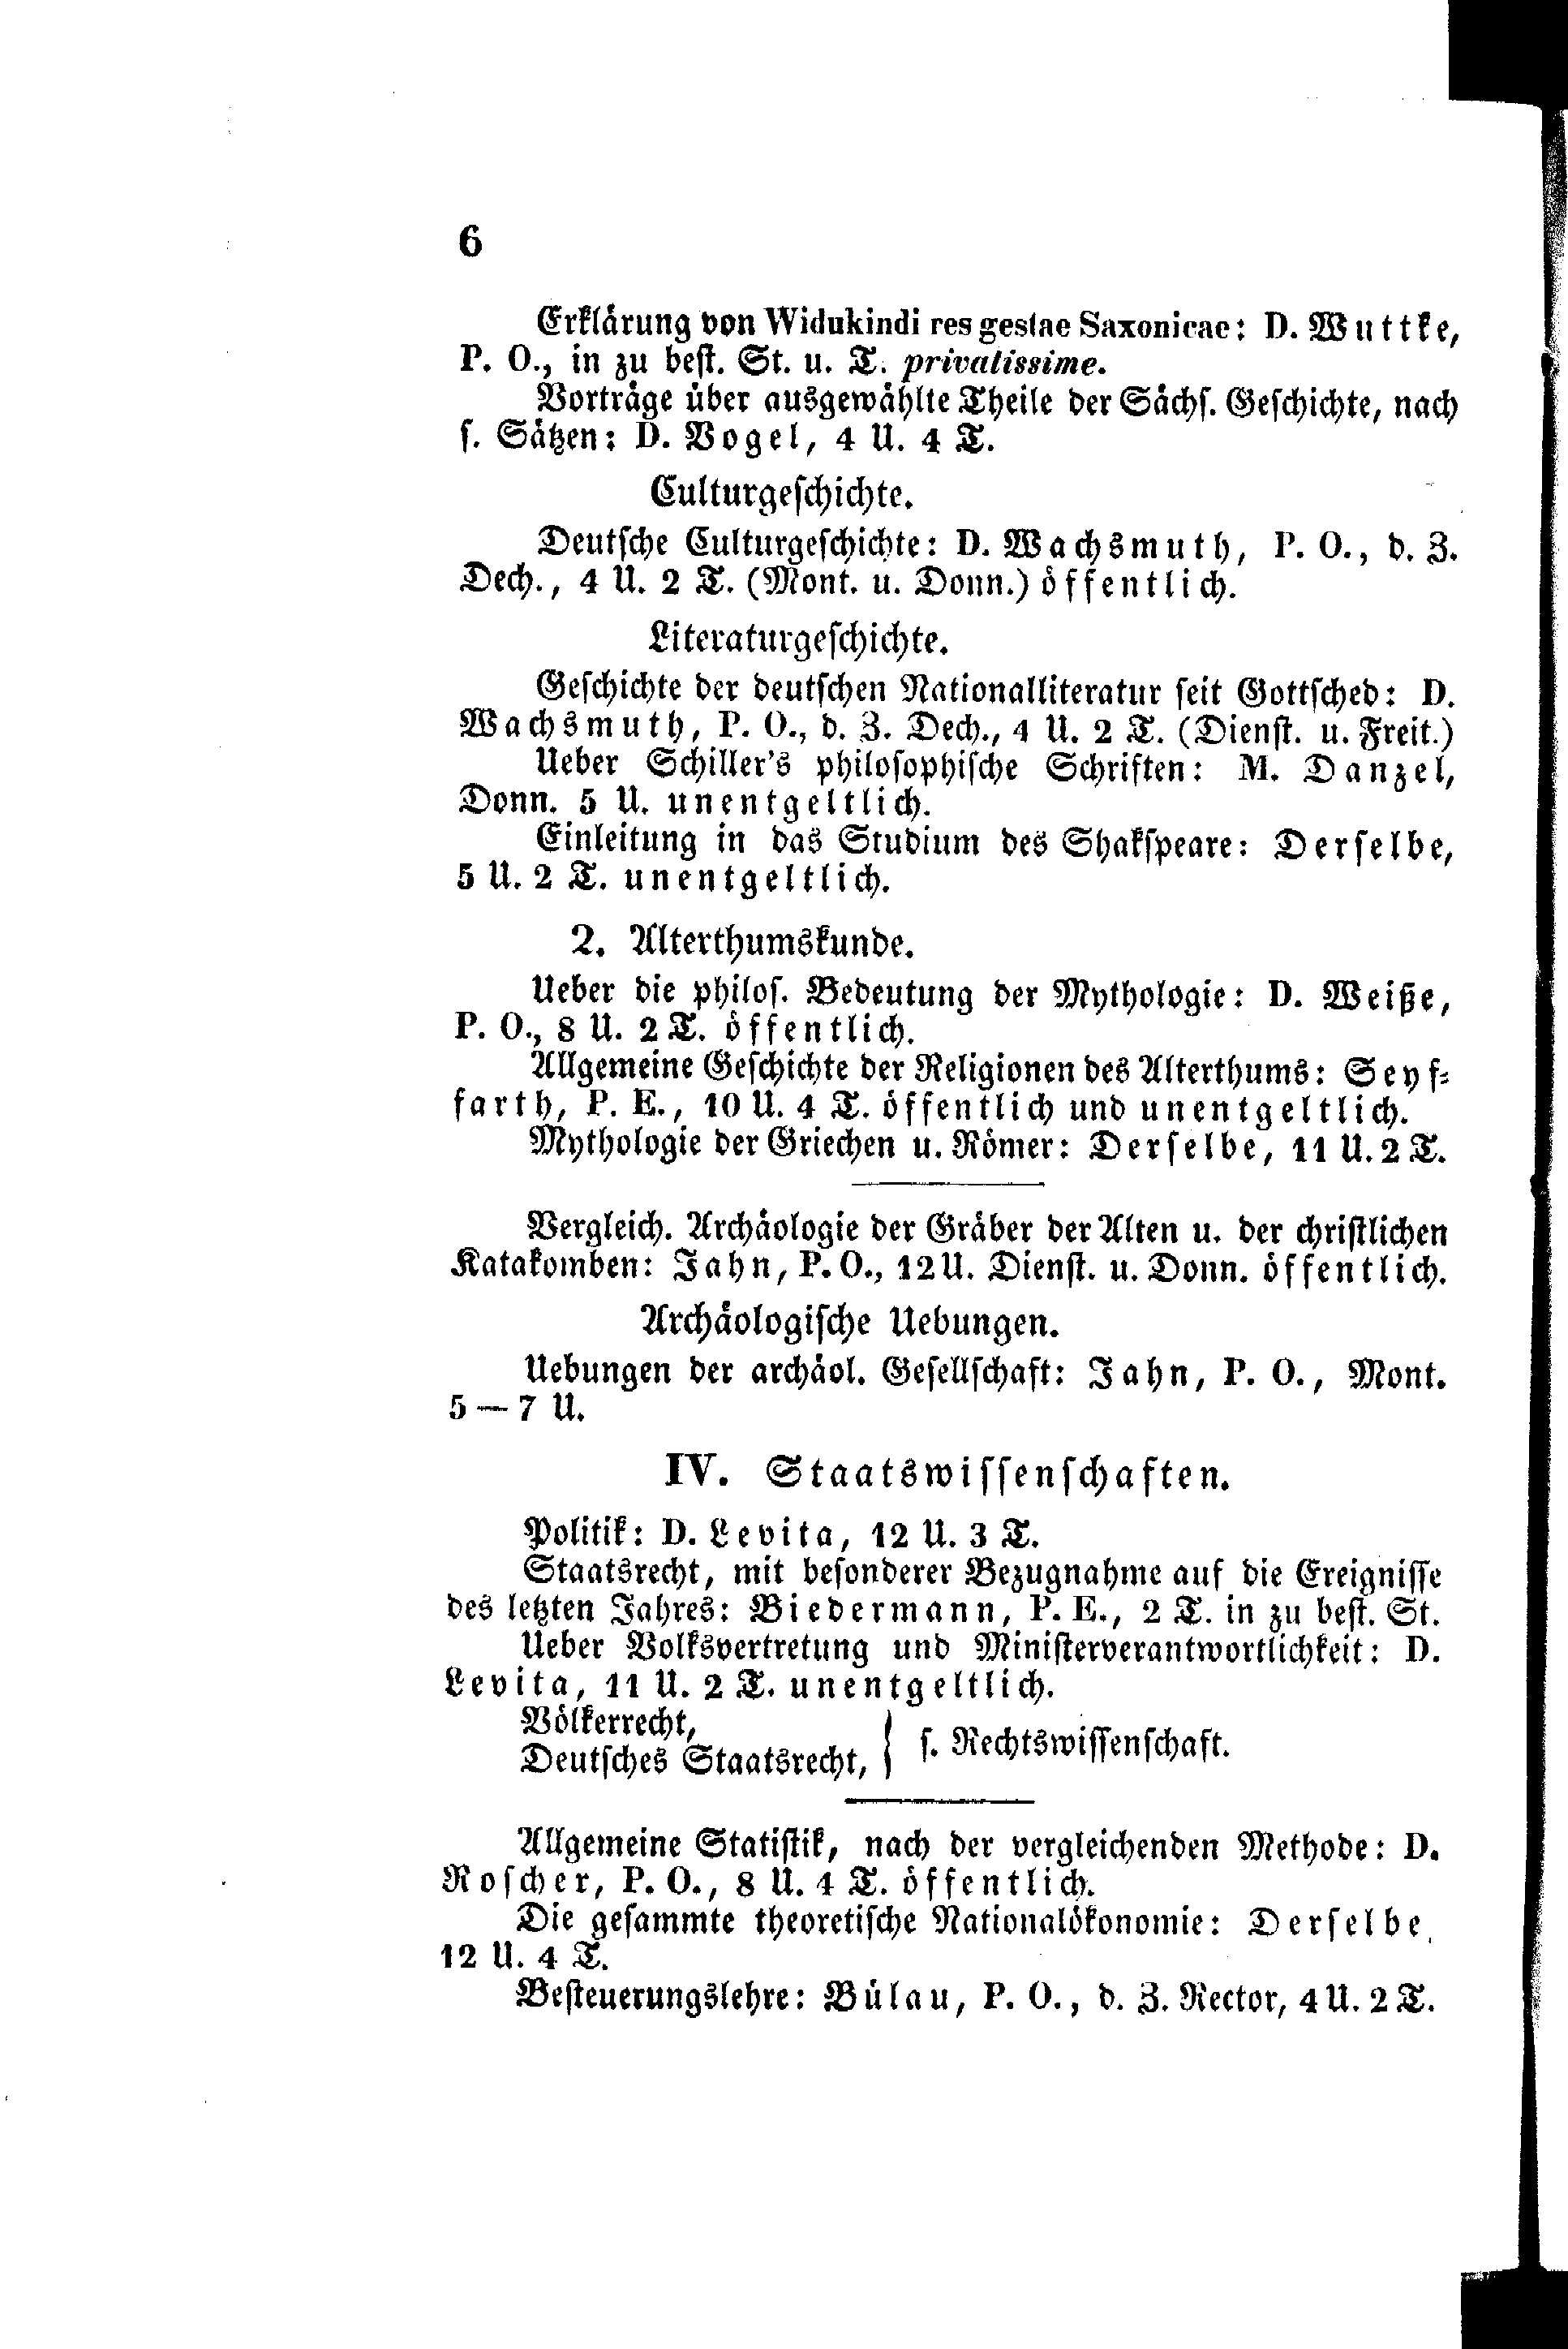 6
Erklärung von Widukindi res gestae Saxonicae: D. Wuttke,
P. O., in zu best. St. u. T. privatissime.
Vorträge über ausgewählte Theile der Sächs. Geschichte, nach
s. Sätzen: D. Vogel, 4 U. 4 T.
Culturgeschichte.
Deutsche Culturgeschichte: D. Wachsmuth, P. O., d. Z.
Dech., 4 U. 2 T. (Mont. u. Donn.) öffentlich.
Literaturgeschichte.
Geschichte der deutschen Nationalliteratur seit Gottsched: D.
Wachsmuth, P. O., d. Z. Dech., 4 U. 2 T. (Dienst. u. Freit.)
Ueber Schiller's philosophische Schriften: M. Danzel,
Donn. 5 U. unentgeltlich.
Einleitung in das Studium des Shakspeare: Derselbe,
5 U. 2 T. unentgeltlich.
2. Alterthumskunde.
Ueber die philos. Bedeutung der Mythologie: D. Weiße,
P. O., 8 U. 2 T. öffentlich.
Allgemeine Geschichte der Religionen des Alterthums: Seyf-
farth, P. E., 10 U. 4 T. öffentlich und unentgeltlich.
Mythologie der Griechen u. Römer: Derselbe, 11 U. 2 T.
Vergleich. Archäologie der Gräber der Alten u. der christlichen
Katakomben: Jahn, P. O., 12 U. Dienst. u. Donn. öffentlich.
Archäologische Uebungen.
Uebungen der archäol. Gesellschaft: Jahn, P. O., Mont.
5 — 7 U.
IV. Staatswissenschaften.
Politik: D. Levita, 12 U. 3 T.
Staatsrecht, mit besonderer Bezugnahme auf die Ereignisse
des letzten Jahres: Biedermann, P. E., 2 T. in zu best. St.
Ueber Volksvertretung und Ministerverantwortlichkeit: D.
Levita, 11 U. 2 T. unentgeltlich.
Völkerrecht,
Deutsches Staatsrecht, } s. Rechtswissenschaft.
Allgemeine Statistik, nach der vergleichenden Methode: D.
Roscher, P. O., 8 U. 4 T. öffentlich.
Die gesammte theoretische Nationalökonomie: Derselbe,
12 U. 4 T.
Besteuerungslehre: Bülau, P. O., d. Z. Rector, 4 U. 2 T.